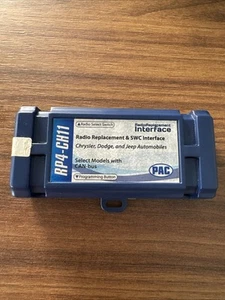 RP4-CH11
▲Radio Select Switch
RadioReplacement
Interface
Radio Replacement & SWC Interface
Chrysler, Dodge, and Jeep Automobiles
Select Models with
CAN-bus
▼Programming Button
PAC